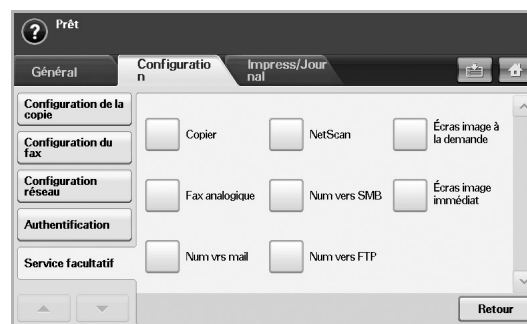 ? Prêt
Général
Configuratio
n
Impress/Jour
nal
Configuration de la
copie
Configuration du
fax
Configuration
réseau
Authentification
Service facultatif
Copier
NetScan
Écras image à
la demande
Fax analogique
Num vers SMB
Écras image
immédiat
Num vrs mail
Num vers FTP
Retour